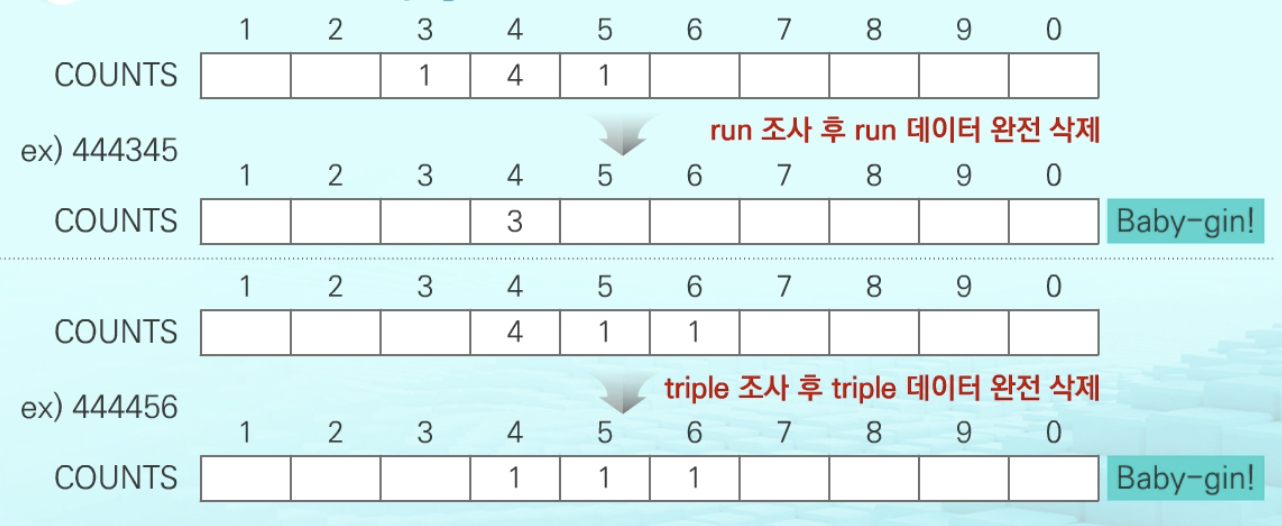 1 2 3 4 5 6 7 8 9 0
COUNTS 1 4 1
run 조사 후 run 데이터 완전 삭제
ex) 444345
1 2 3 4 5 6 7 8 9 0
COUNTS 3 Baby-gin!
1 2 3 4 5 6 7 8 9 0
COUNTS 4 1 1
triple 조사 후 triple 데이터 완전 삭제
ex) 444456
1 2 3 4 5 6 7 8 9 0
COUNTS 1 1 1 Baby-gin!